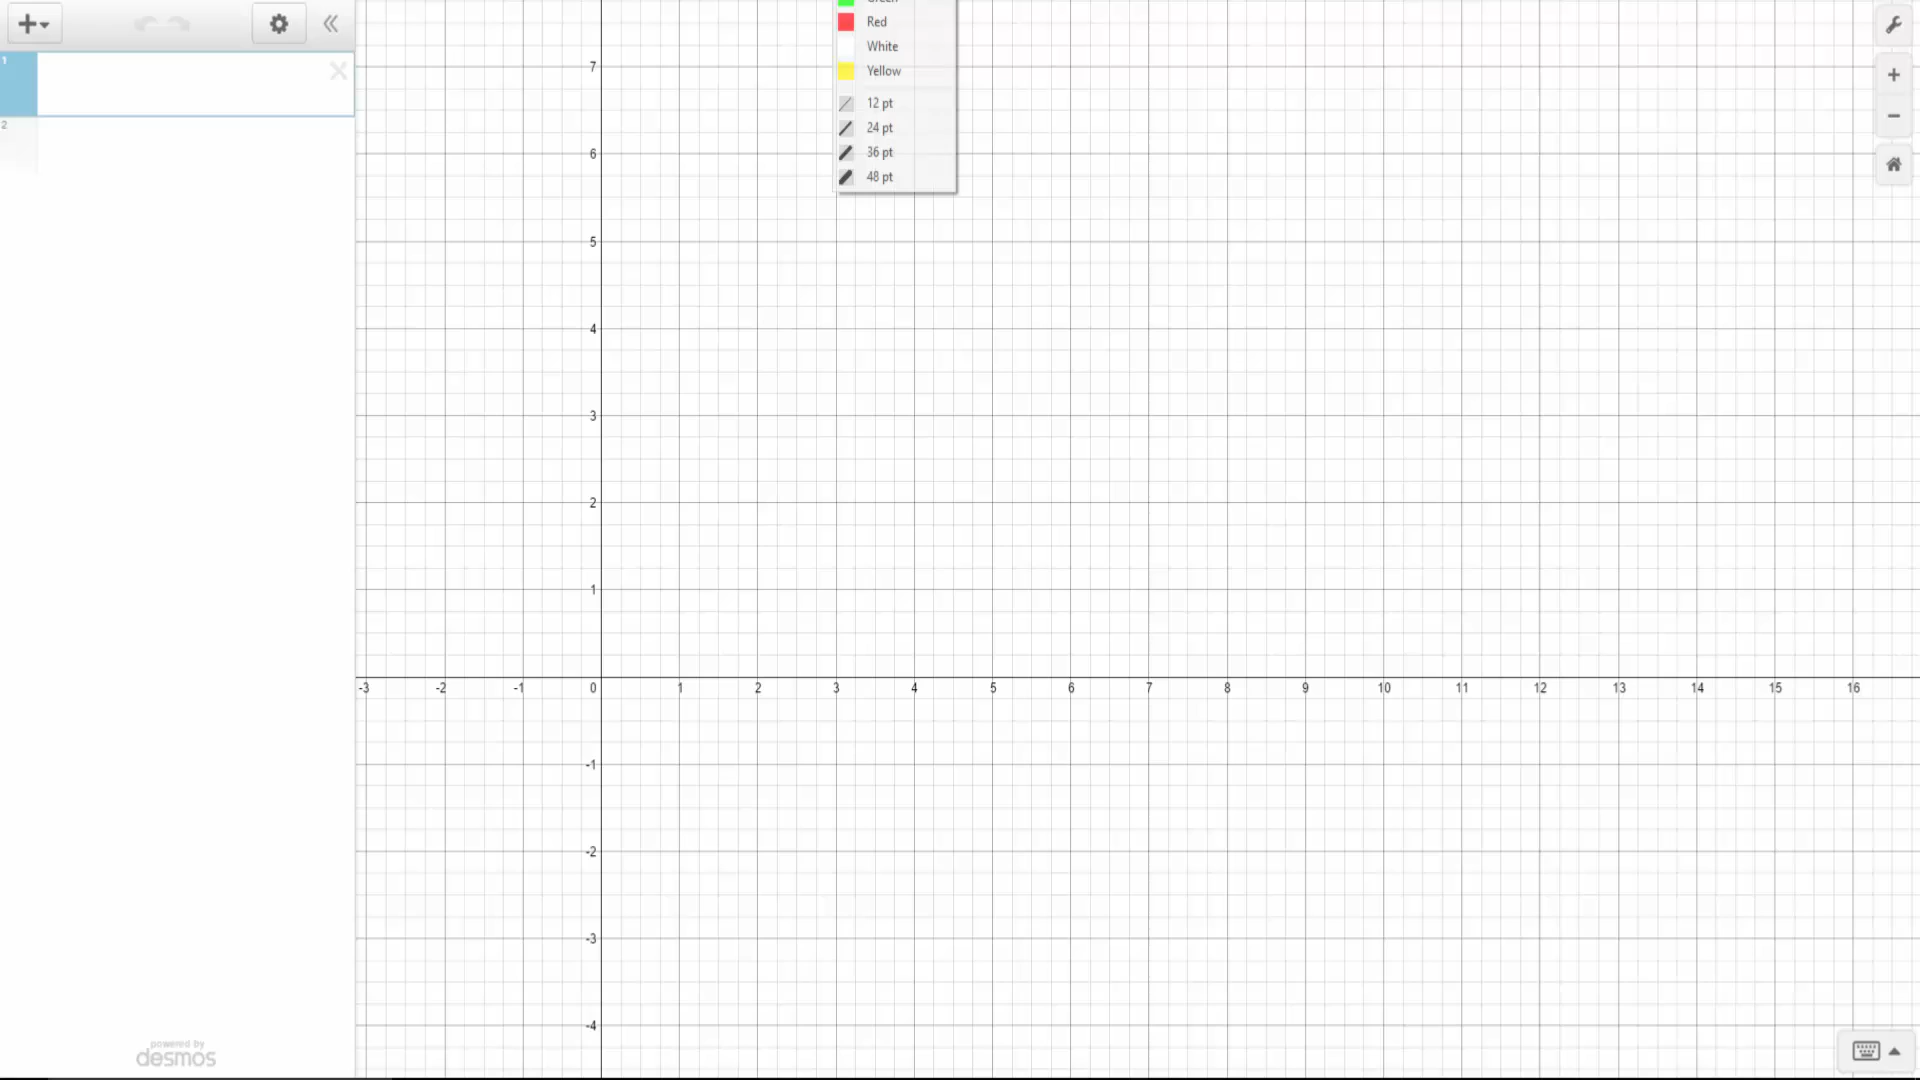 Green
Red
White
Yellow
12 pt
24 pt
36 pt
48 pt
1
2
7
6
5
4
3
2
1
-3 -2 -1 0 1 2 3 4 5 6 7 8 9 10 11 12 13 14 15 16
-1
-2
-3
-4
powered by
desmos